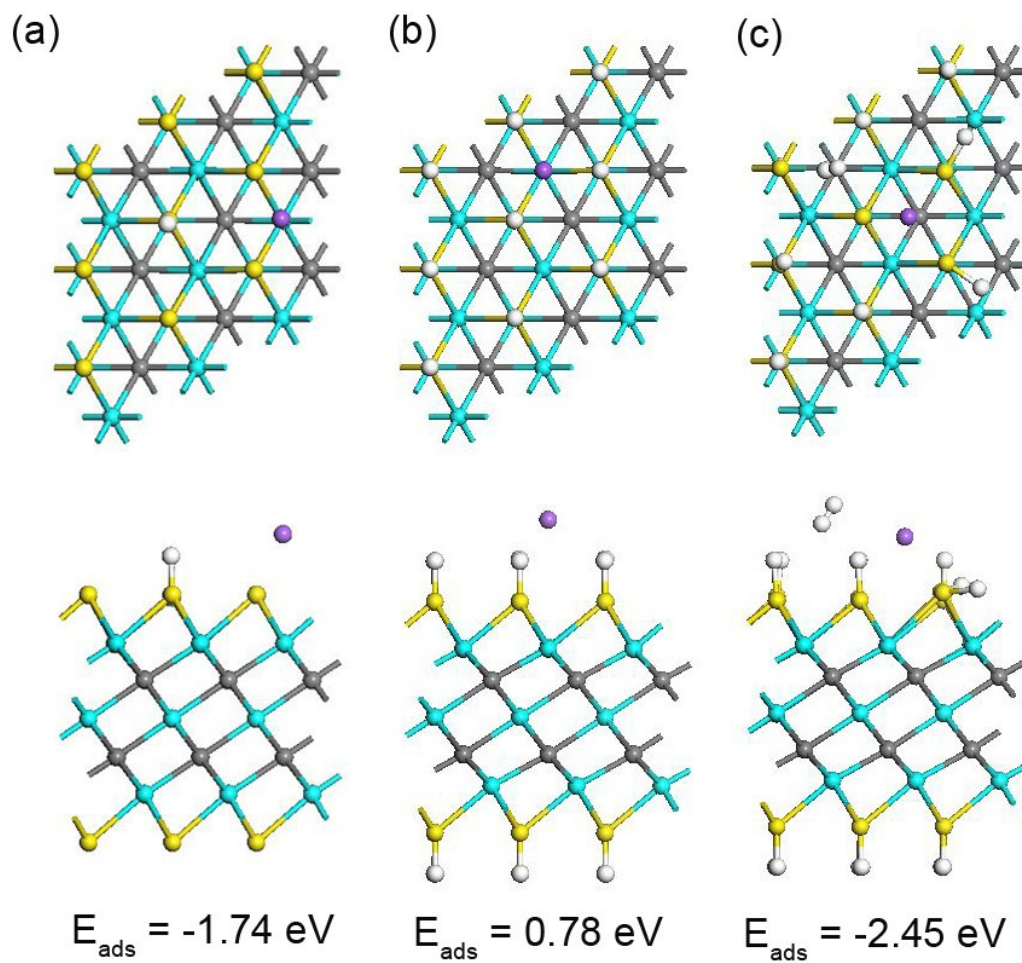 (a) (b) (c)
E_ads = -1.74 eV E_ads = 0.78 eV E_ads = -2.45 eV